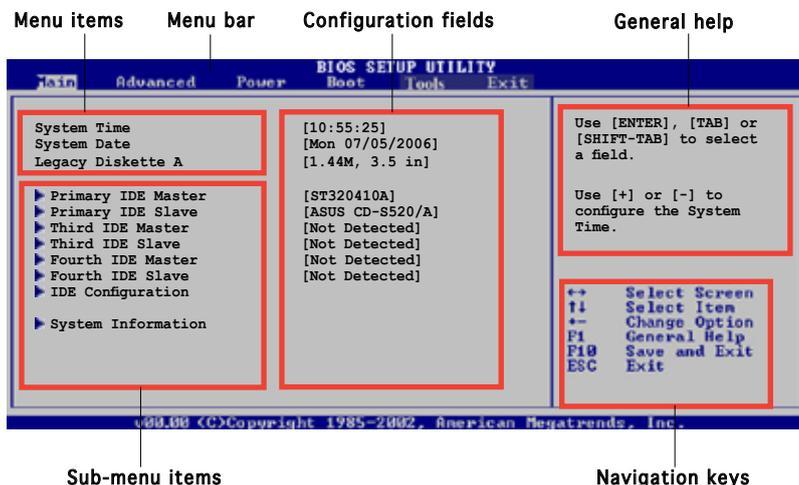 Menu items Menu bar Configuration fields General help
BIOS SETUP UTILITY
Main Advanced Power Boot Tools Exit
System Time [10:55:25]
System Date [Mon 07/05/2006]
Legacy Diskette A [1.44M, 3.5 in]
Primary IDE Master [ST320410A]
Primary IDE Slave [ASUS CD-S520/A]
Third IDE Master [Not Detected]
Third IDE Slave [Not Detected]
Fourth IDE Master [Not Detected]
Fourth IDE Slave [Not Detected]
IDE Configuration
System Information
Use [ENTER], [TAB] or
[SHIFT-TAB] to select
a field.
Use [+] or [-] to
configure the System
Time.
←→ Select Screen
↑↓ Select Item
+- Change Option
F1 General Help
F10 Save and Exit
ESC Exit
v00.00 (C)Copyright 1985-2002, American Megatrends, Inc.
Sub-menu items Navigation keys